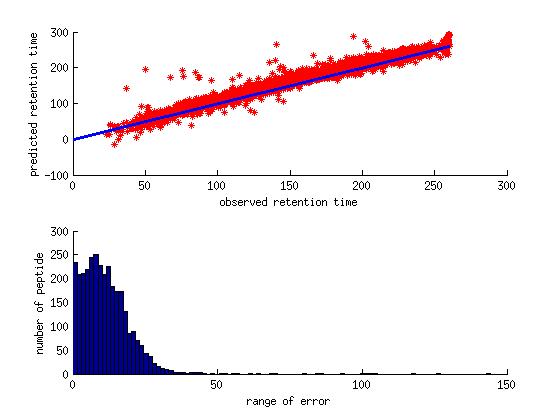 300
200
100
0
-100
predicted retention time
0 50 100 150 200 250 300
observed retention time
300
250
200
150
100
50
0
number of peptide
0 50 100 150
range of error